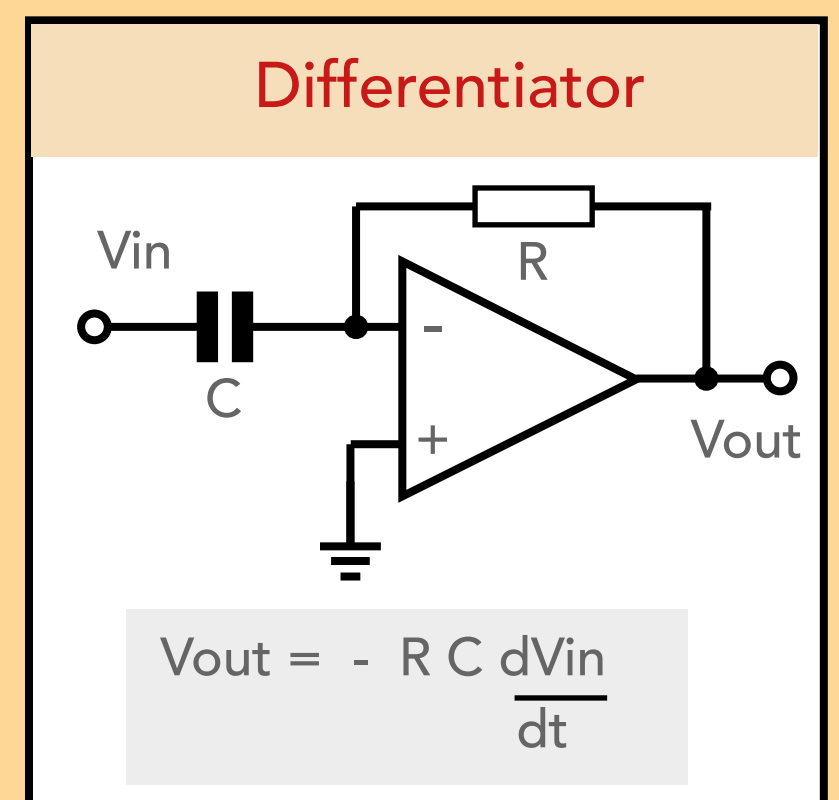 Differentiator
Vin
R
-
C
+
Vout
Vout = - R C dVin
dt